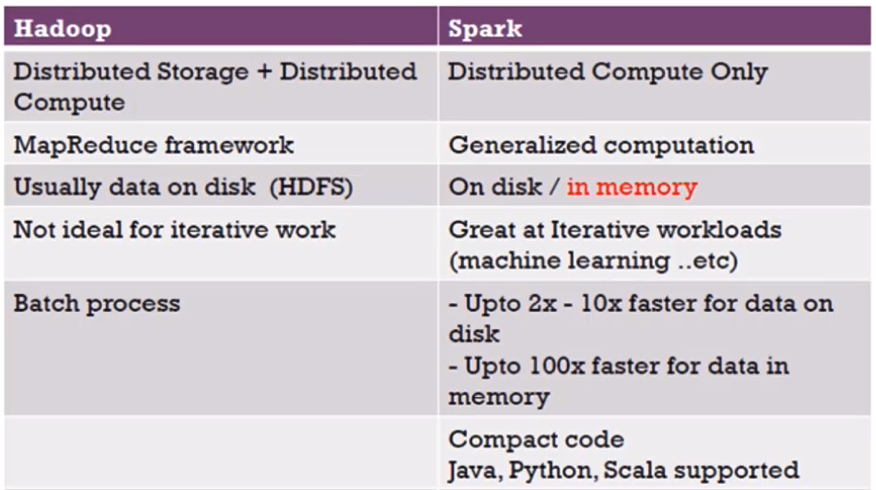 Hadoop
Spark
Distributed Storage + Distributed
Compute
Distributed Compute Only
MapReduce framework
Generalized computation
Usually data on disk (HDFS)
On disk / in memory
Not ideal for iterative work
Great at Iterative workloads
(machine learning ..etc)
Batch process
- Upto 2x - 10x faster for data on
disk
- Upto 100x faster for data in
memory
Compact code
Java, Python, Scala supported